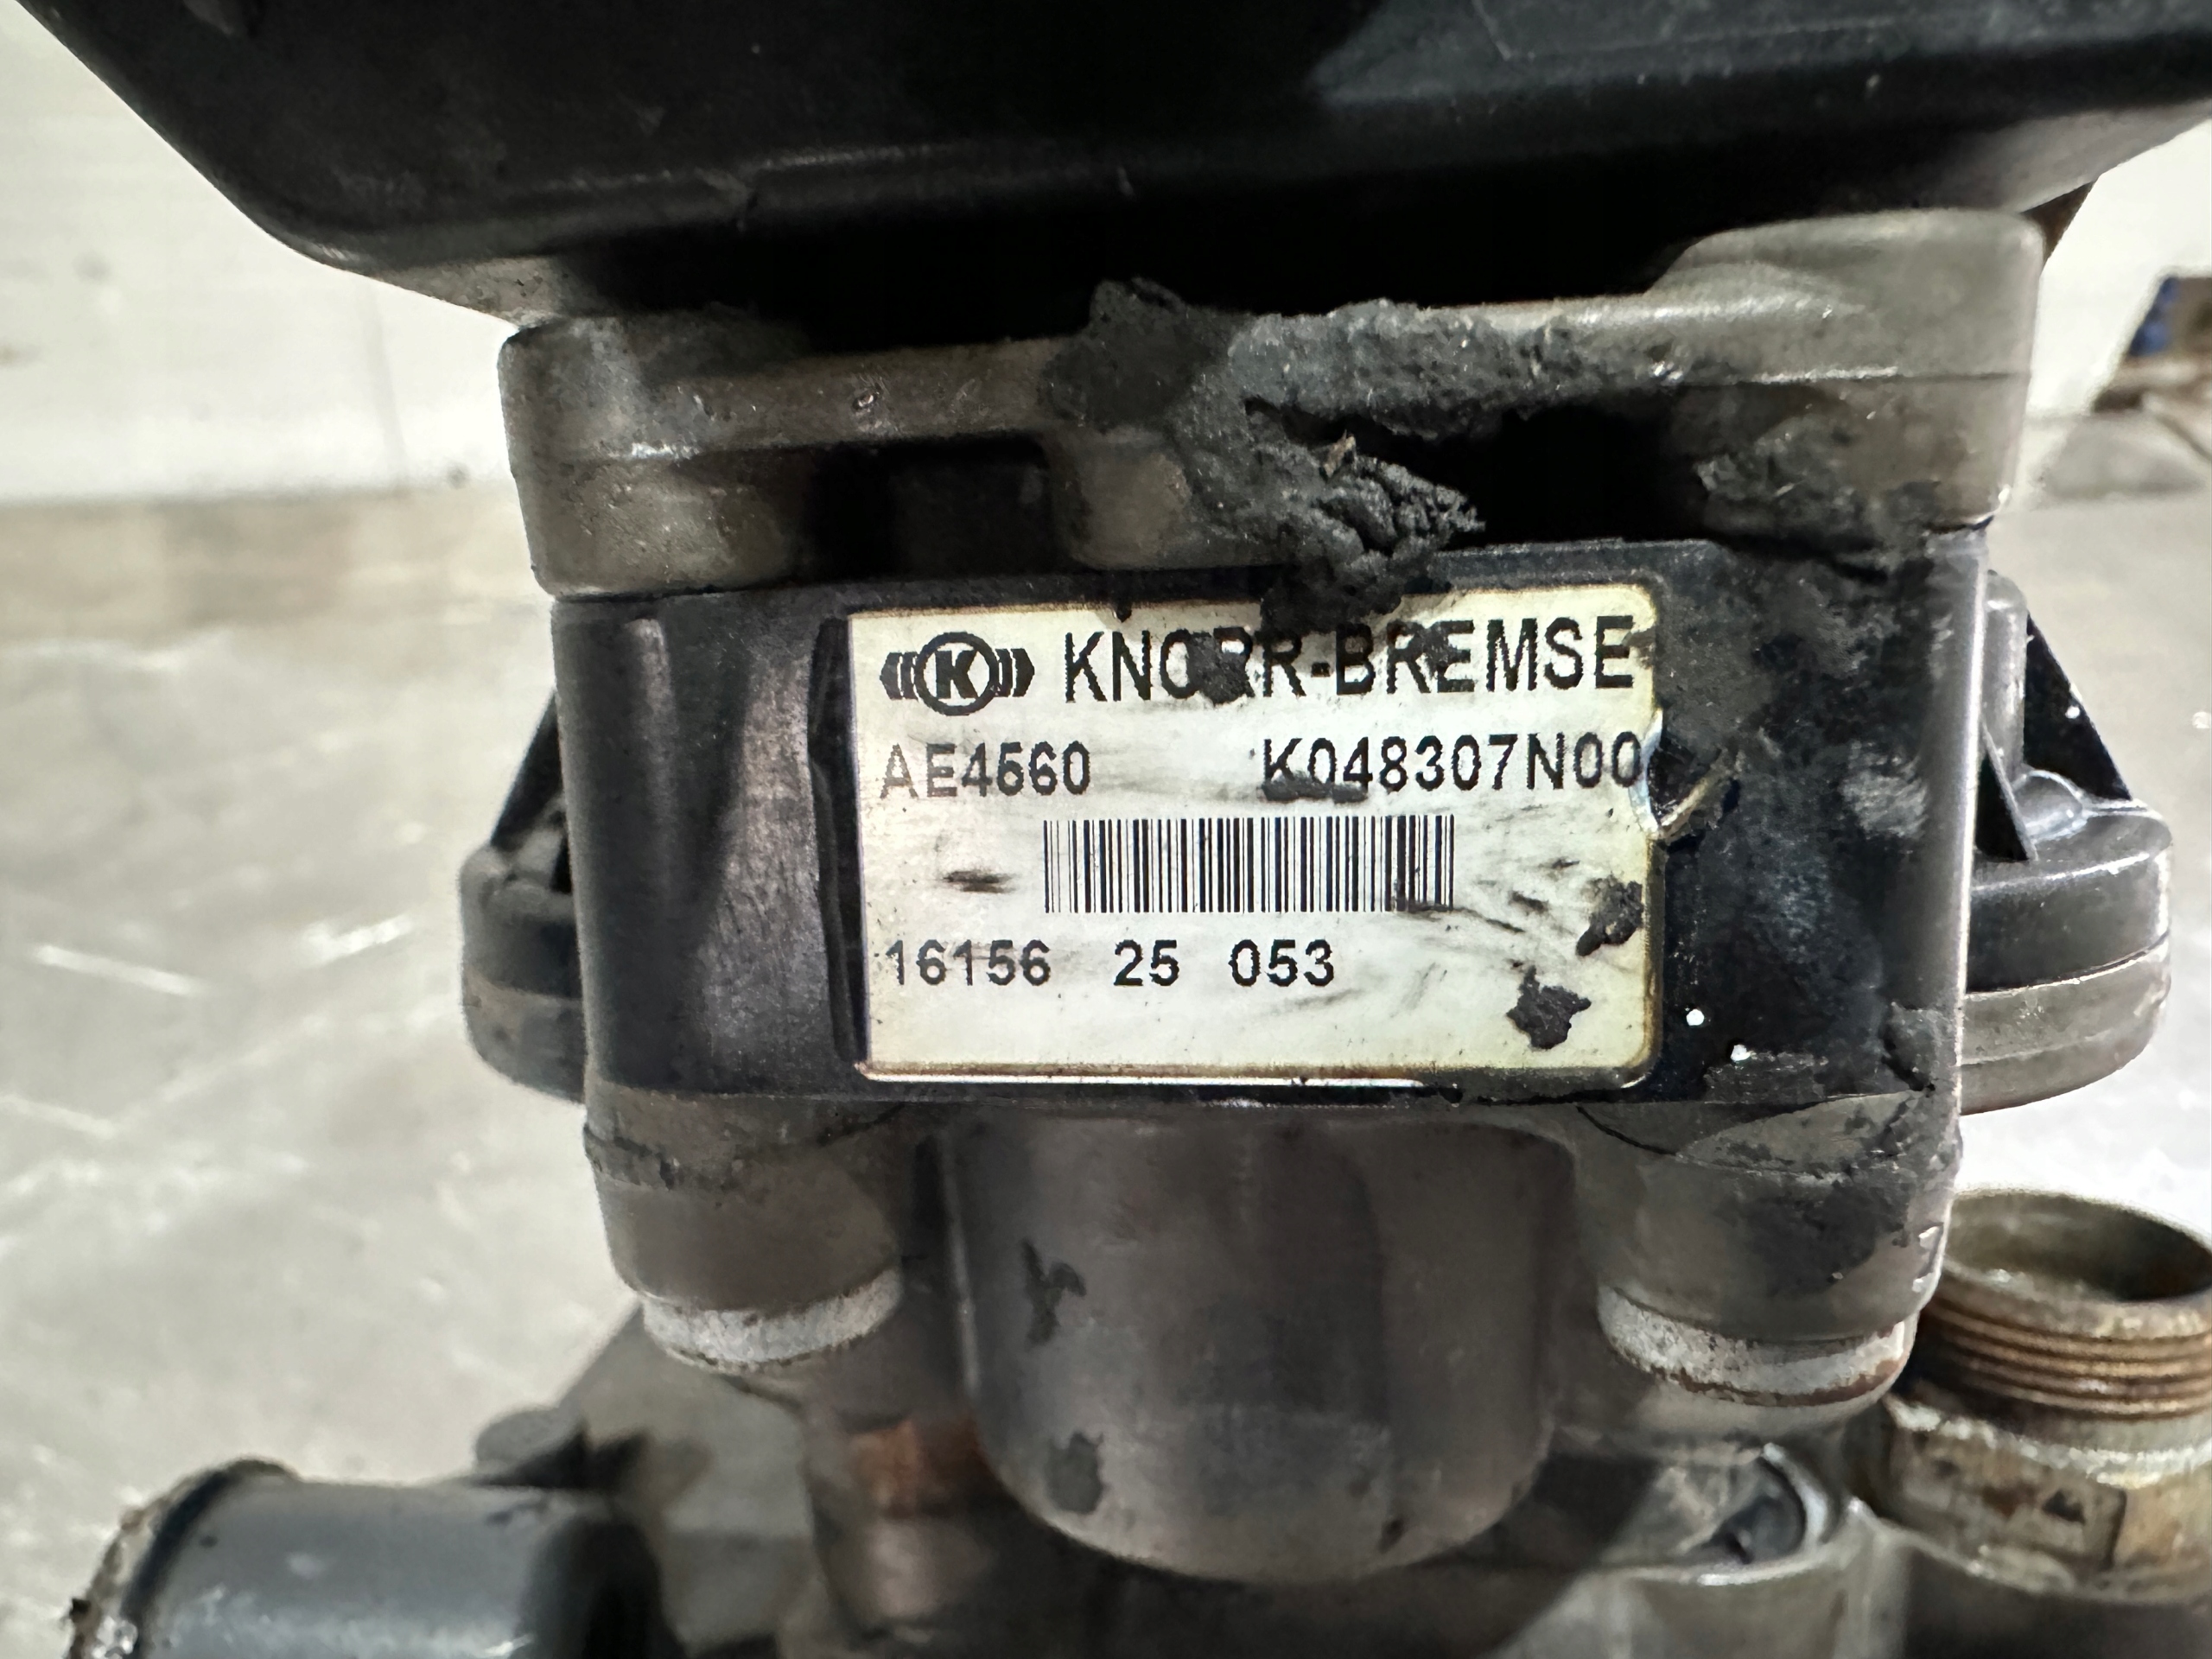 K KNORR-BREMSE
AE4560 K048307N00
16156 25 053